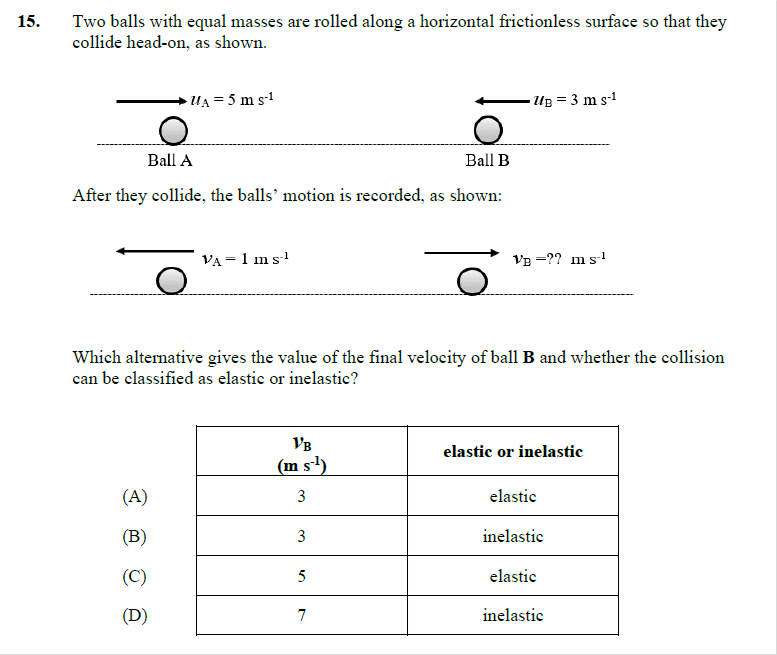 15. Two balls with equal masses are rolled along a horizontal frictionless surface so that they
collide head-on, as shown.
u_A = 5 m s⁻¹ u_B = 3 m s⁻¹
Ball A Ball B
After they collide, the balls’ motion is recorded, as shown:
v_A = 1 m s⁻¹ v_B =?? m s⁻¹
Which alternative gives the value of the final velocity of ball B and whether the collision
can be classified as elastic or inelastic?
v_B
(m s⁻¹) elastic or inelastic
(A) 3 elastic
(B) 3 inelastic
(C) 5 elastic
(D) 7 inelastic